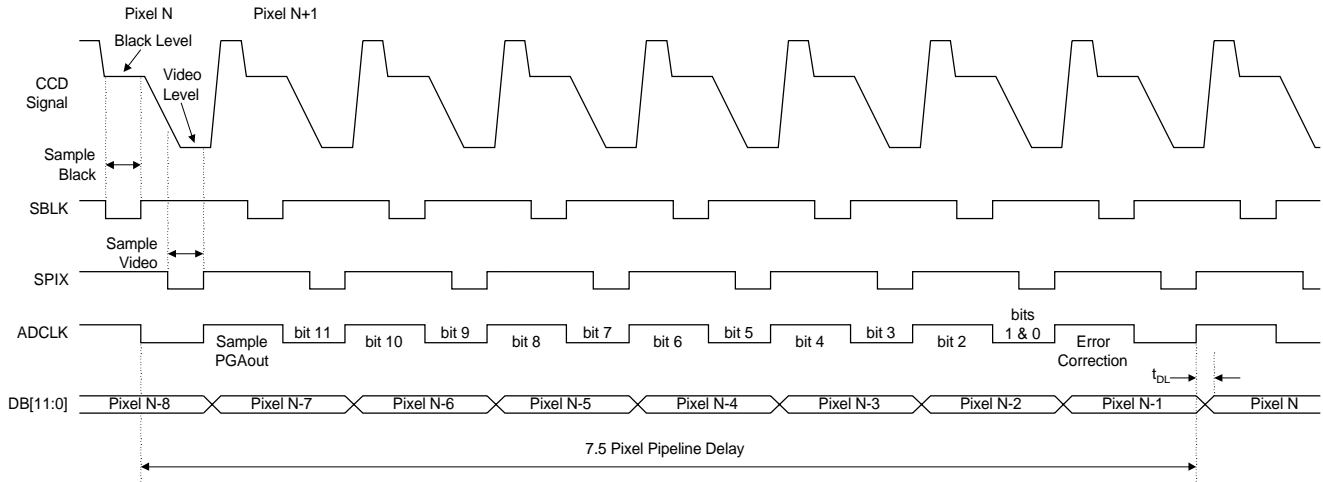 Pixel N
Pixel N+1
Black Level
Video
Level
CCD
Signal
Sample
Black
SBLK
Sample
Video
SPIX
ADCLK
Sample
PGAout
bit 11
bit 10
bit 9
bit 8
bit 7
bit 6
bit 5
bit 4
bit 3
bit 2
bits
1 & 0
Error
Correction
tDL
DB[11:0]
Pixel N-8
Pixel N-7
Pixel N-6
Pixel N-5
Pixel N-4
Pixel N-3
Pixel N-2
Pixel N-1
Pixel N
7.5 Pixel Pipeline Delay